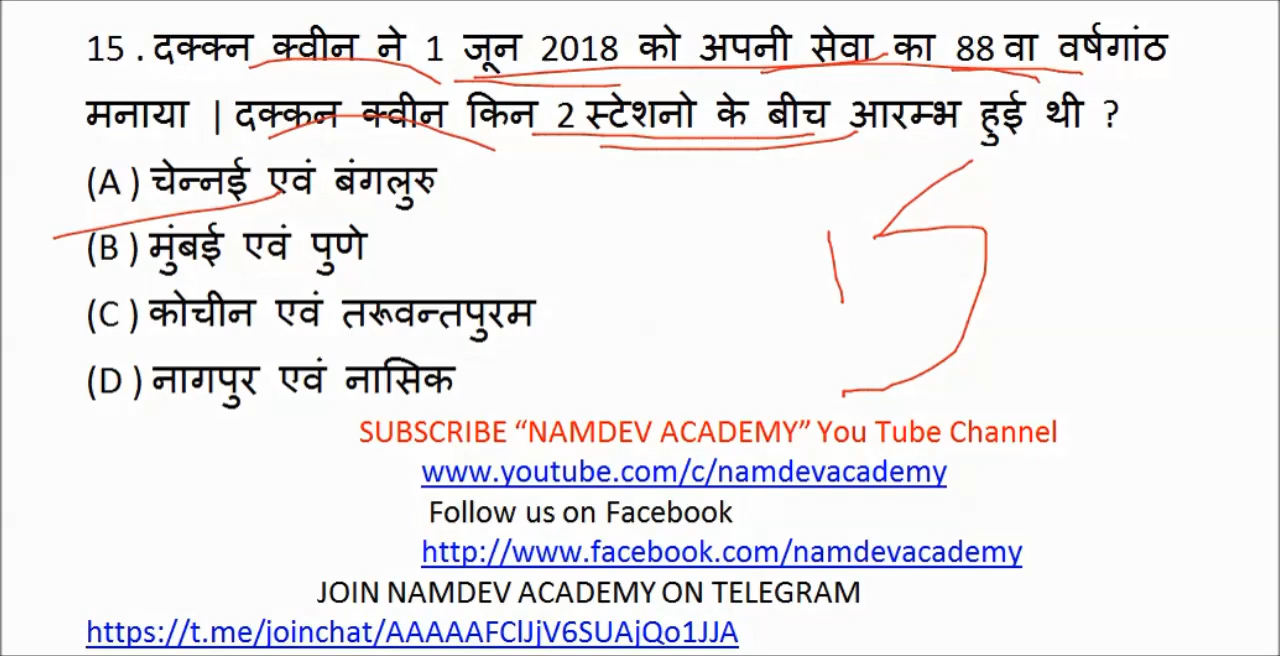 15 . दक्क्न क्वीन ने 1 जून 2018 को अपनी सेवा का 88 वा वर्षगांठ
मनाया | दक्कन क्वीन किन 2 स्टेशनो के बीच आरम्भ हुई थी ?
(A ) चेन्नई एवं बंगलुरु
(B ) मुंबई एवं पुणे
(C ) कोचीन एवं तरूवन्तपुरम
(D ) नागपुर एवं नासिक
15
SUBSCRIBE “NAMDEV ACADEMY” You Tube Channel
www.youtube.com/c/namdevacademy
Follow us on Facebook
http://www.facebook.com/namdevacademy
JOIN NAMDEV ACADEMY ON TELEGRAM
https://t.me/joinchat/AAAAAFClJjV6SUAjQo1JJA